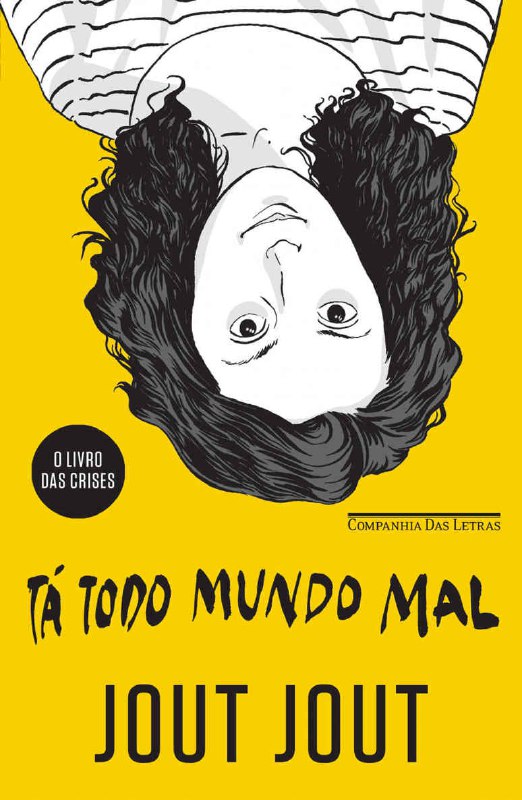 O LIVRO
DAS CRISES
COMPANHIA DAS LETRAS
TÁ TODO MUNDO MAL
JOUT JOUT